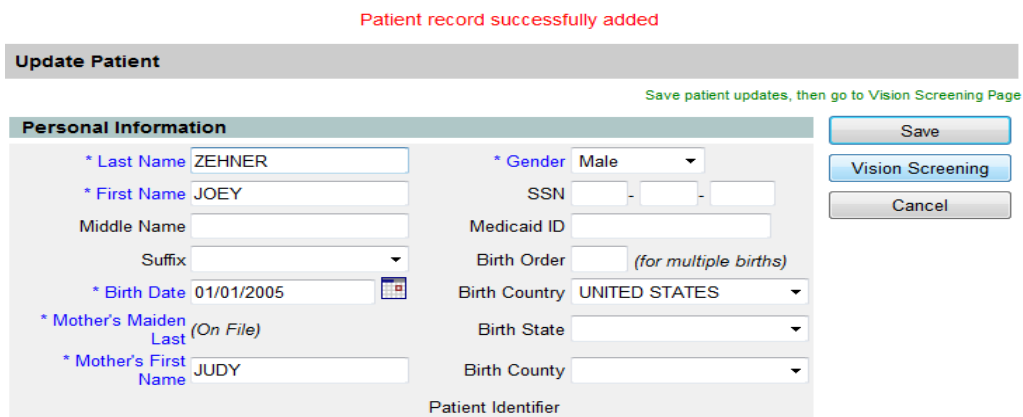 Patient record successfully added
Update Patient
Save patient updates, then go to Vision Screening Page
Personal Information
Save
* Last Name ZEHNER * Gender Male
Vision Screening
* First Name JOEY SSN - -
Cancel
Middle Name Medicaid ID
Suffix Birth Order (for multiple births)
* Birth Date 01/01/2005 Birth Country UNITED STATES
* Mother's Maiden Last (On File) Birth State
* Mother's First Name JUDY Birth County
Patient Identifier